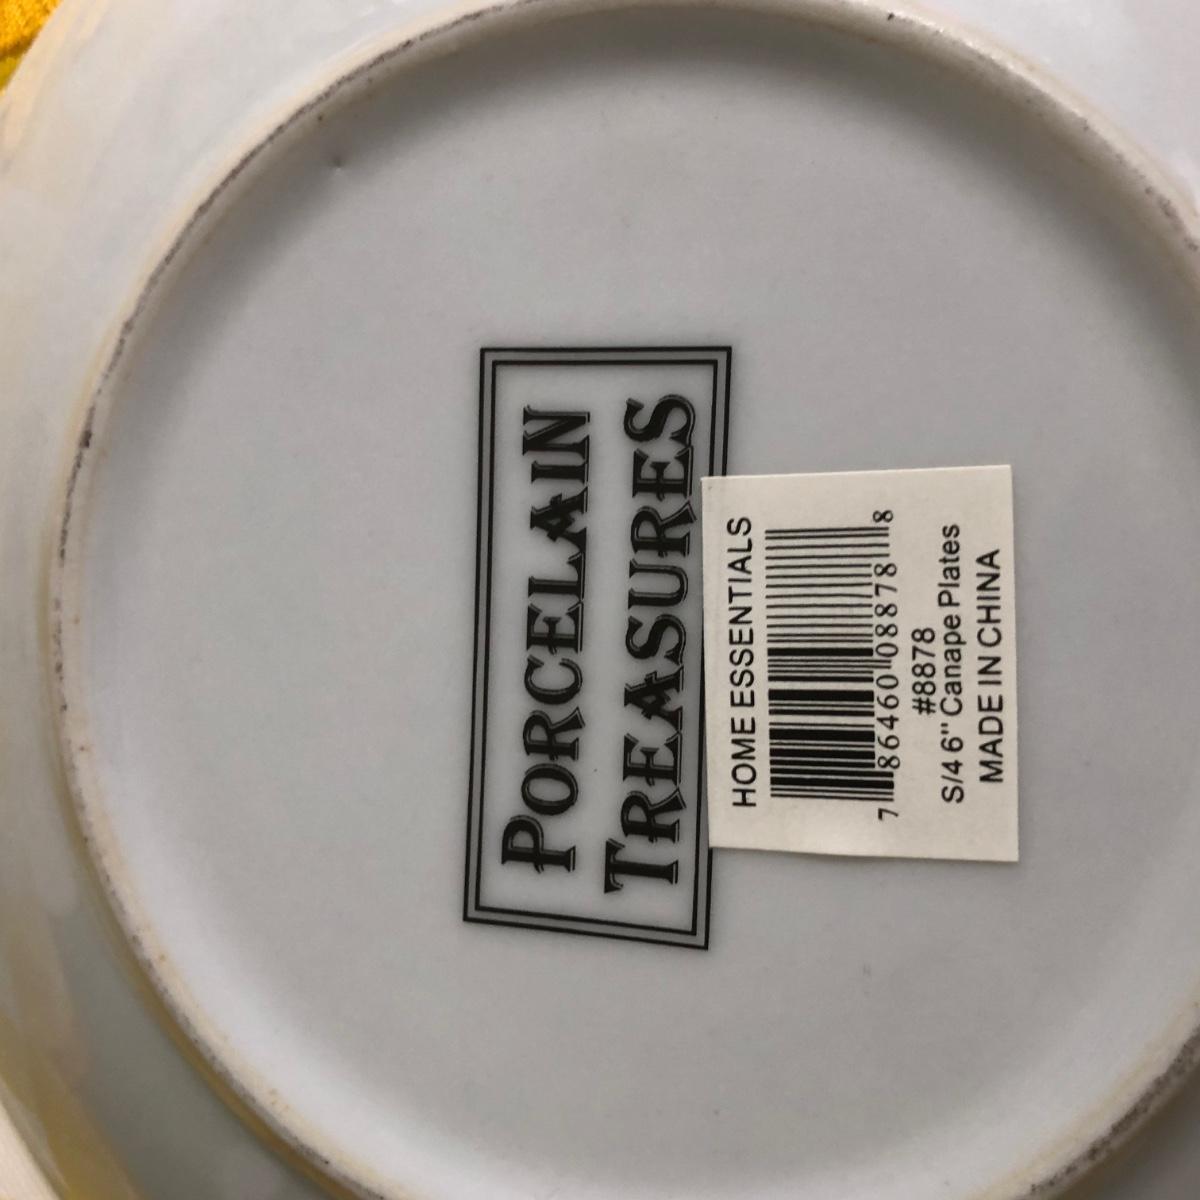 PORCELAIN
TREASURES
HOME ESSENTIALS
7 86460 08878 8
#8878
S/4 6" Canape Plates
MADE IN CHINA